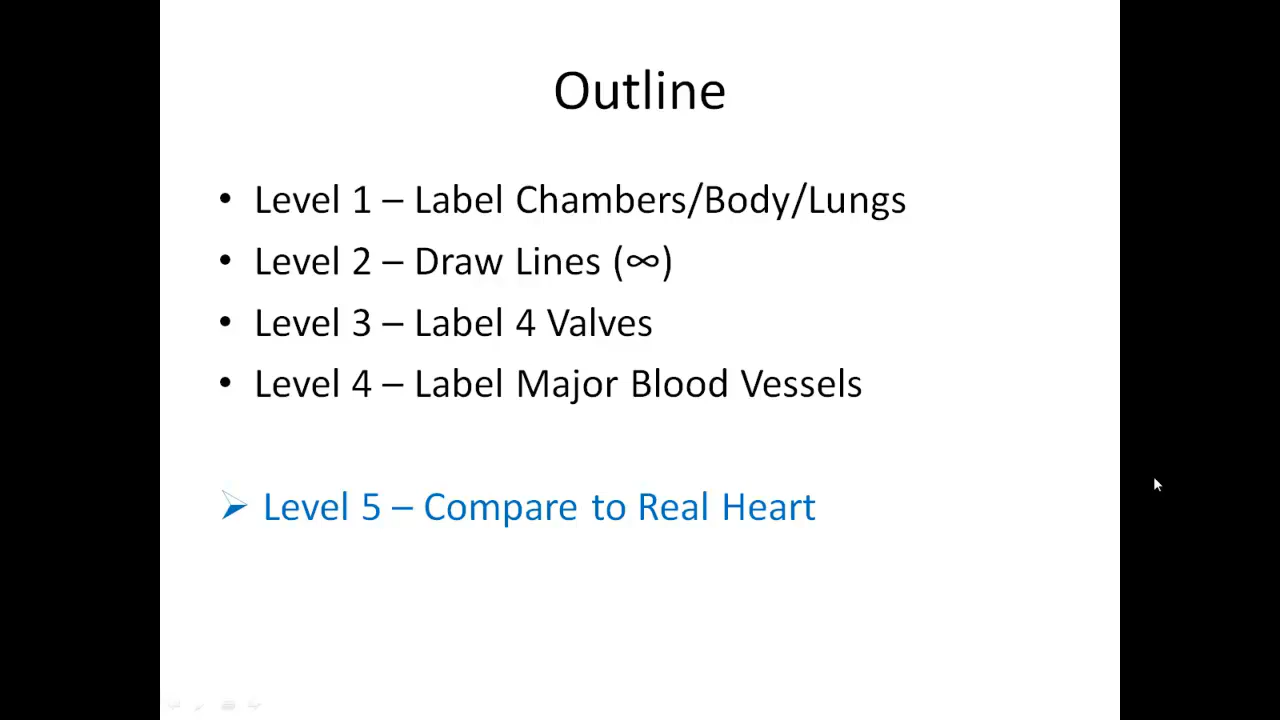 Outline
• Level 1 – Label Chambers/Body/Lungs
• Level 2 – Draw Lines (∞)
• Level 3 – Label 4 Valves
• Level 4 – Label Major Blood Vessels
➢ Level 5 – Compare to Real Heart